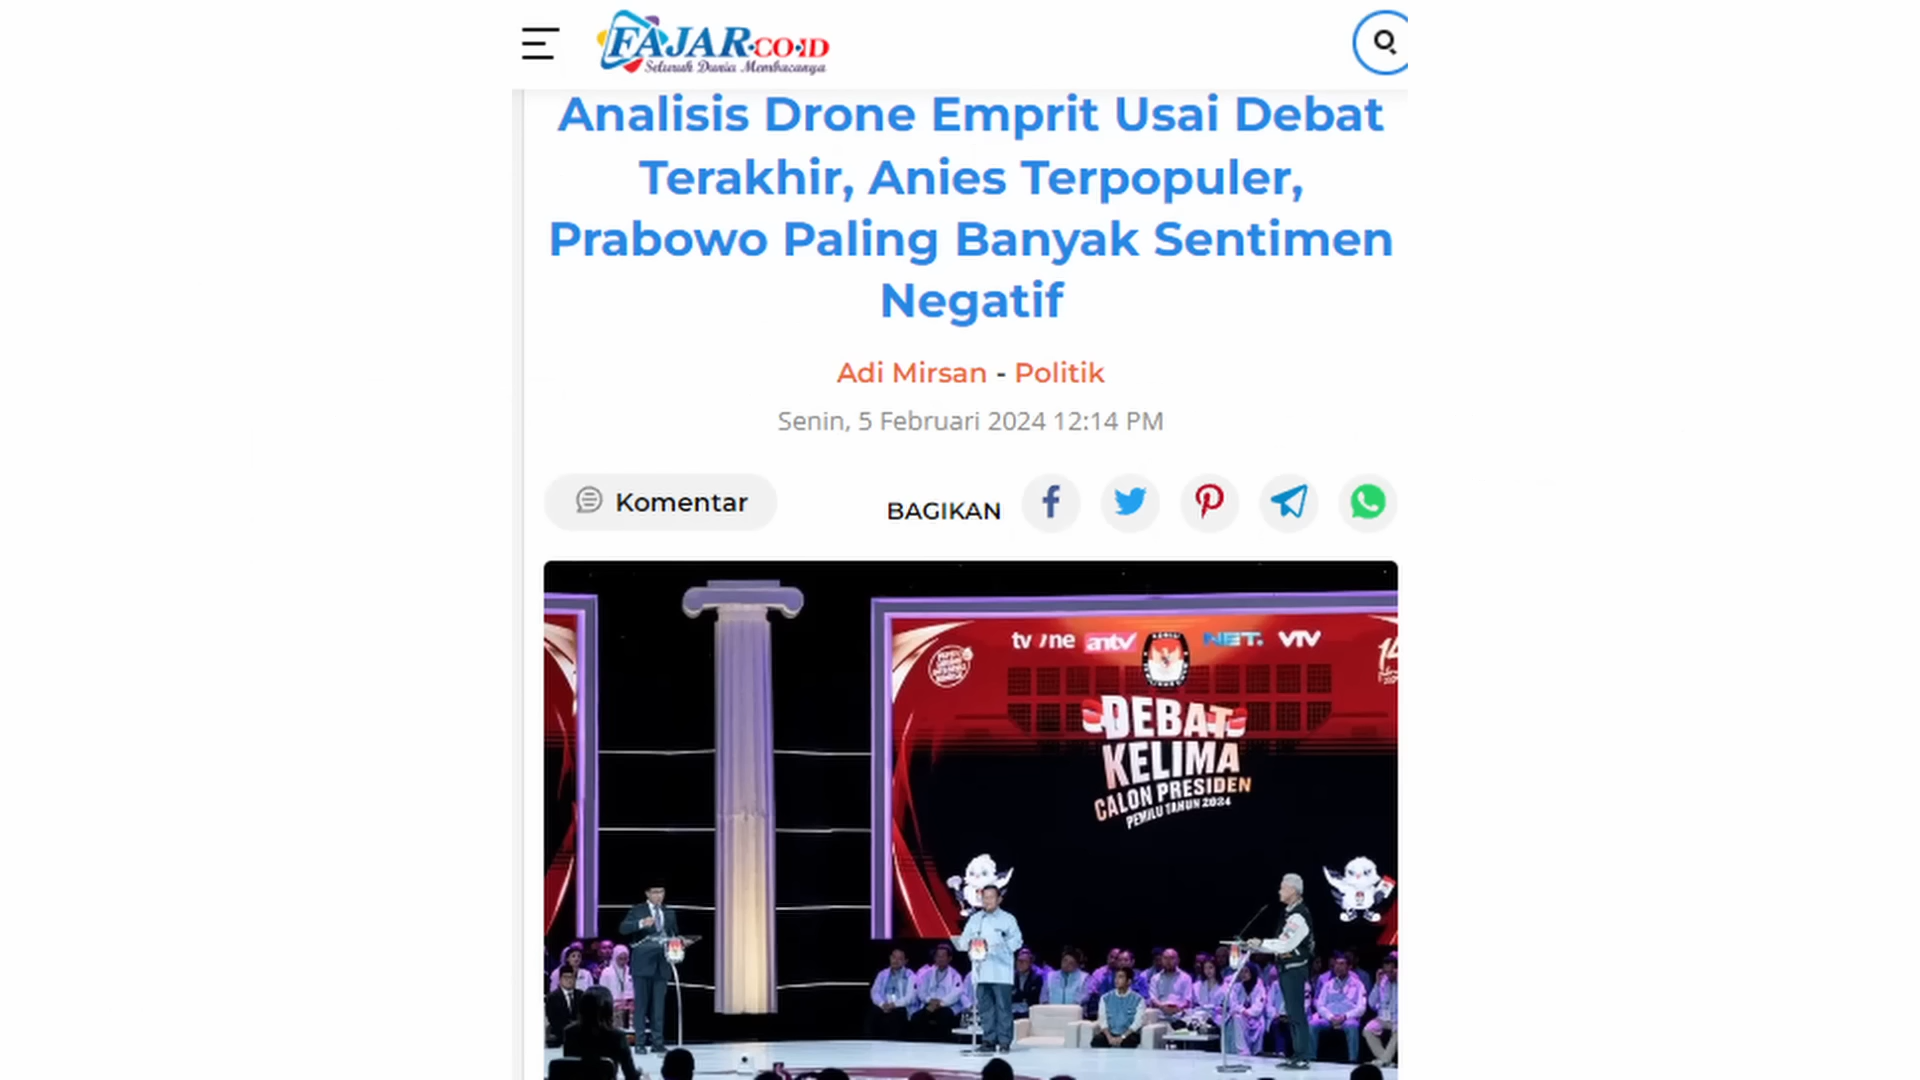 FAJAR.CO.ID
Seluruh Dunia Membacanya
Analisis Drone Emprit Usai Debat
Terakhir, Anies Terpopuler,
Prabowo Paling Banyak Sentimen
Negatif
Adi Mirsan - Politik
Senin, 5 Februari 2024 12:14 PM
Komentar
BAGIKAN
tvOne antv NET. VTV
DEBAT
KELIMA
CALON PRESIDEN
PEMILU TAHUN 2024